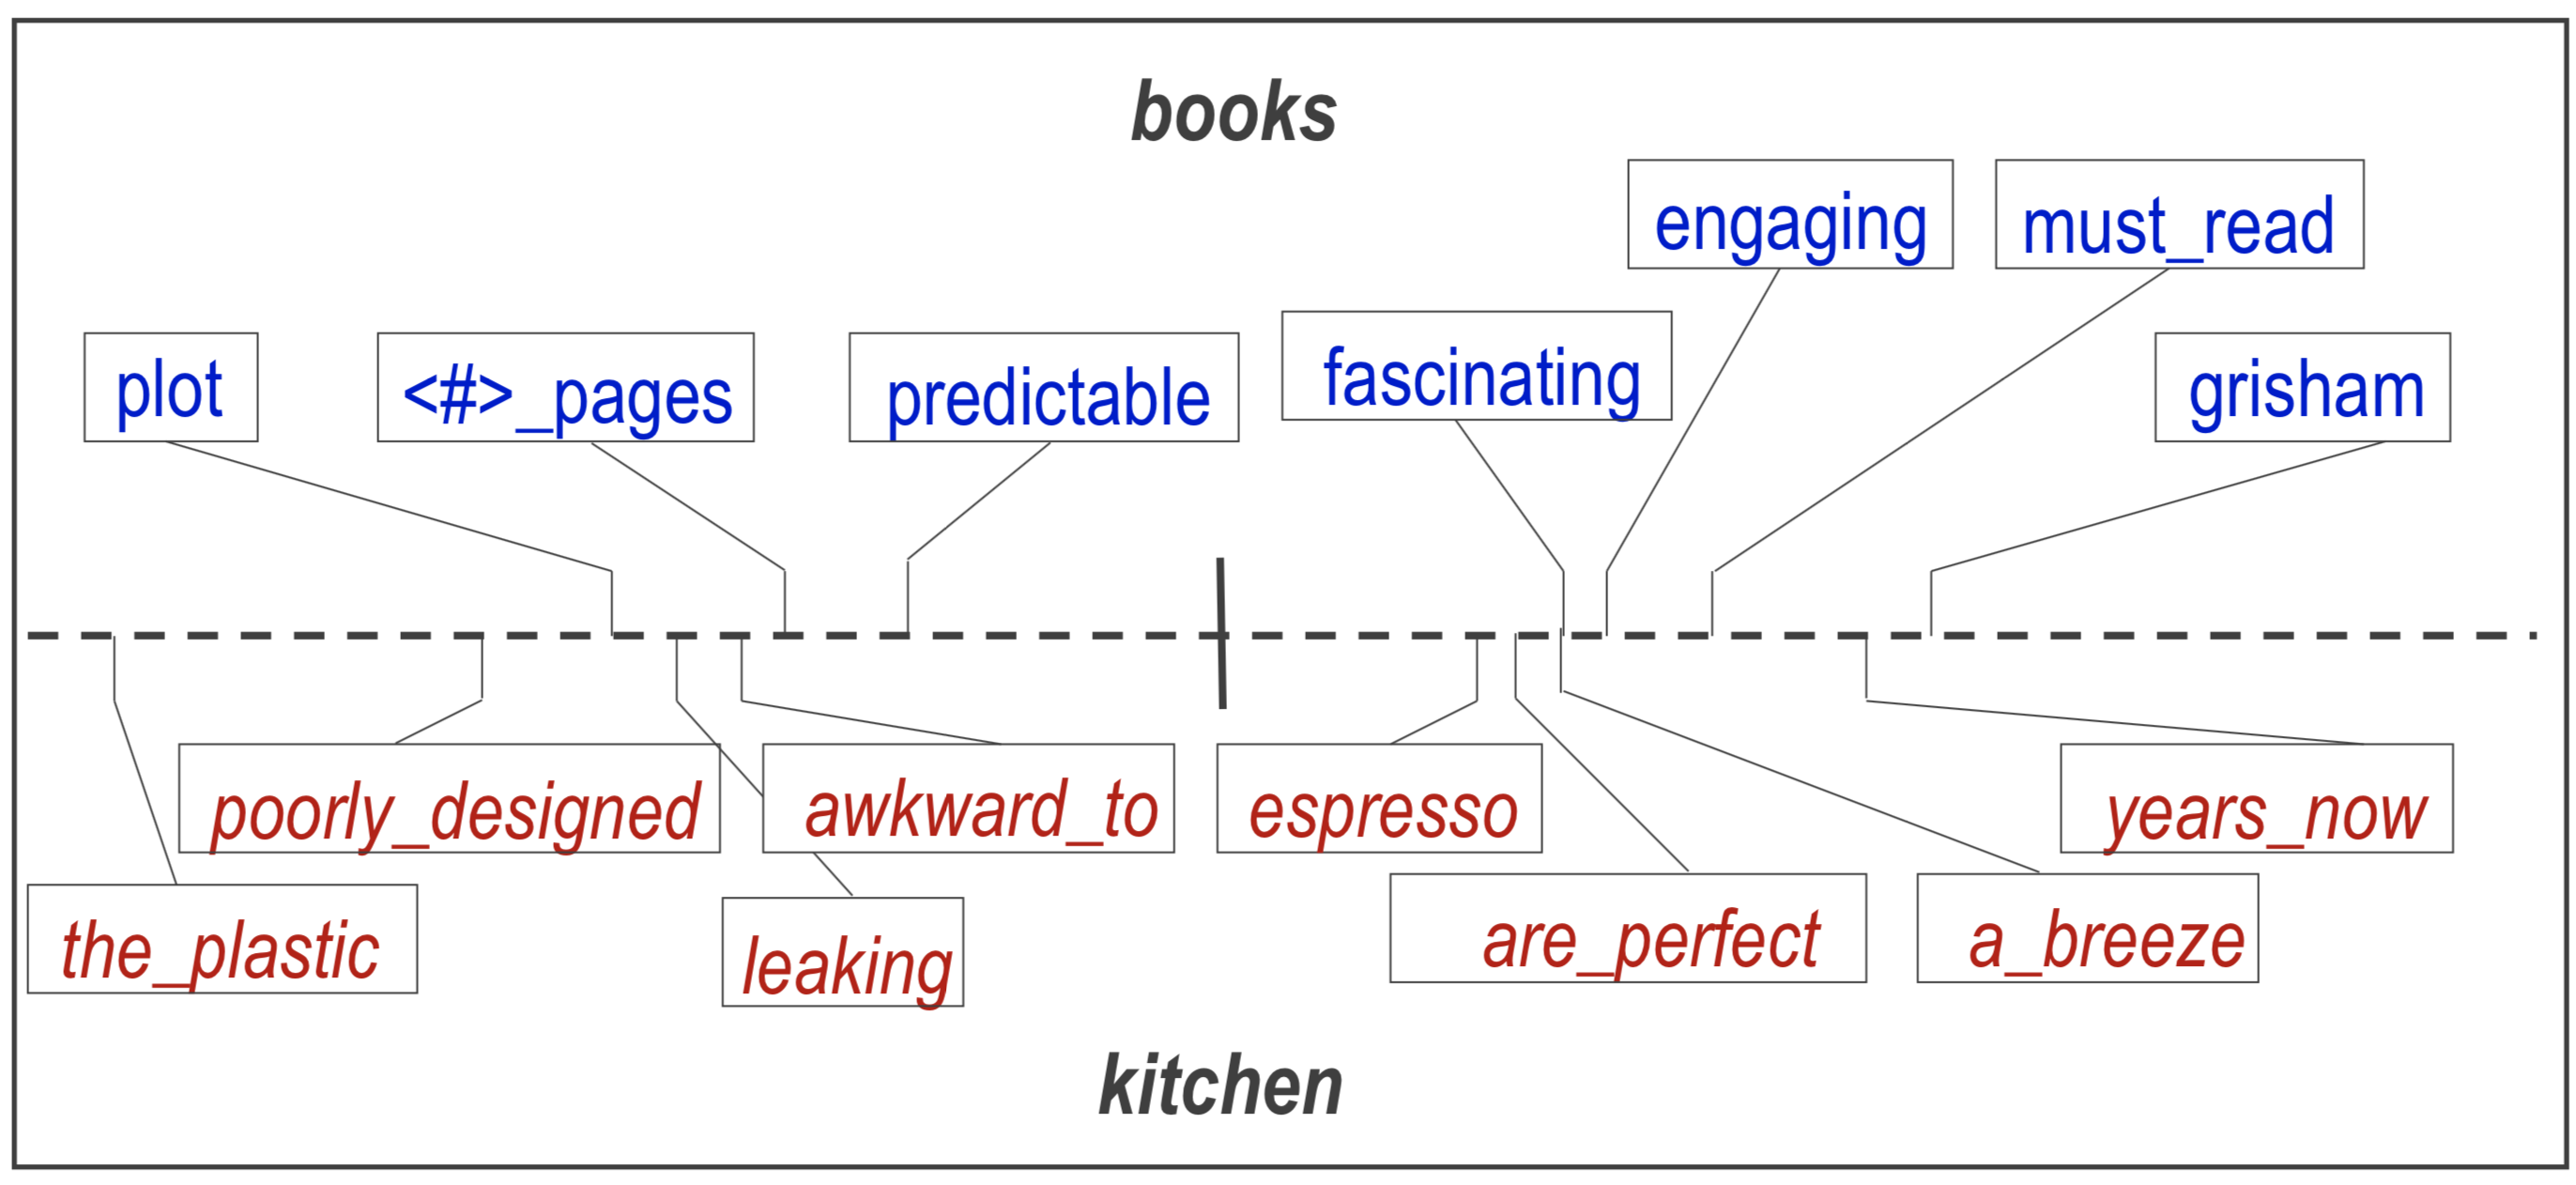 books
engaging
must_read
fascinating
plot
<#>_pages
predictable
grisham
poorly_designed
awkward_to
espresso
years_now
the_plastic
leaking
are_perfect
a_breeze
kitchen